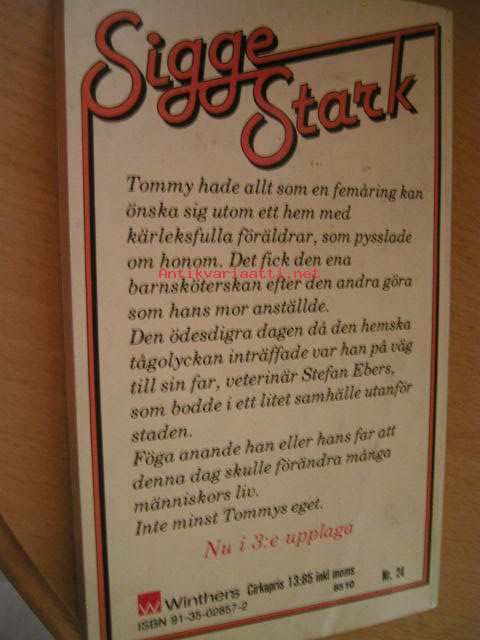 Sigge
Stark
Tommy hade allt som en femåring kan
önska sig utom ett hem med
kärleksfulla föräldrar, som pysslade
om honom. Det fick den ena
Antikvariaatti.net
barnsköterskan efter den andra göra
som hans mor anställde.
Den ödesdigra dagen då den hemska
tågolyckan inträffade var han på väg
till sin far, veterinär Stefan Ebers,
som bodde i ett litet samhälle utanför
staden.
Föga anande han eller hans far att
denna dag skulle förändra många
människors liv.
Inte minst Tommys eget.
Nu i 3:e upplaga
Winthers Cirkapris 13:85 inkl moms Nr. 24
8510
ISBN 91-35-02857-2